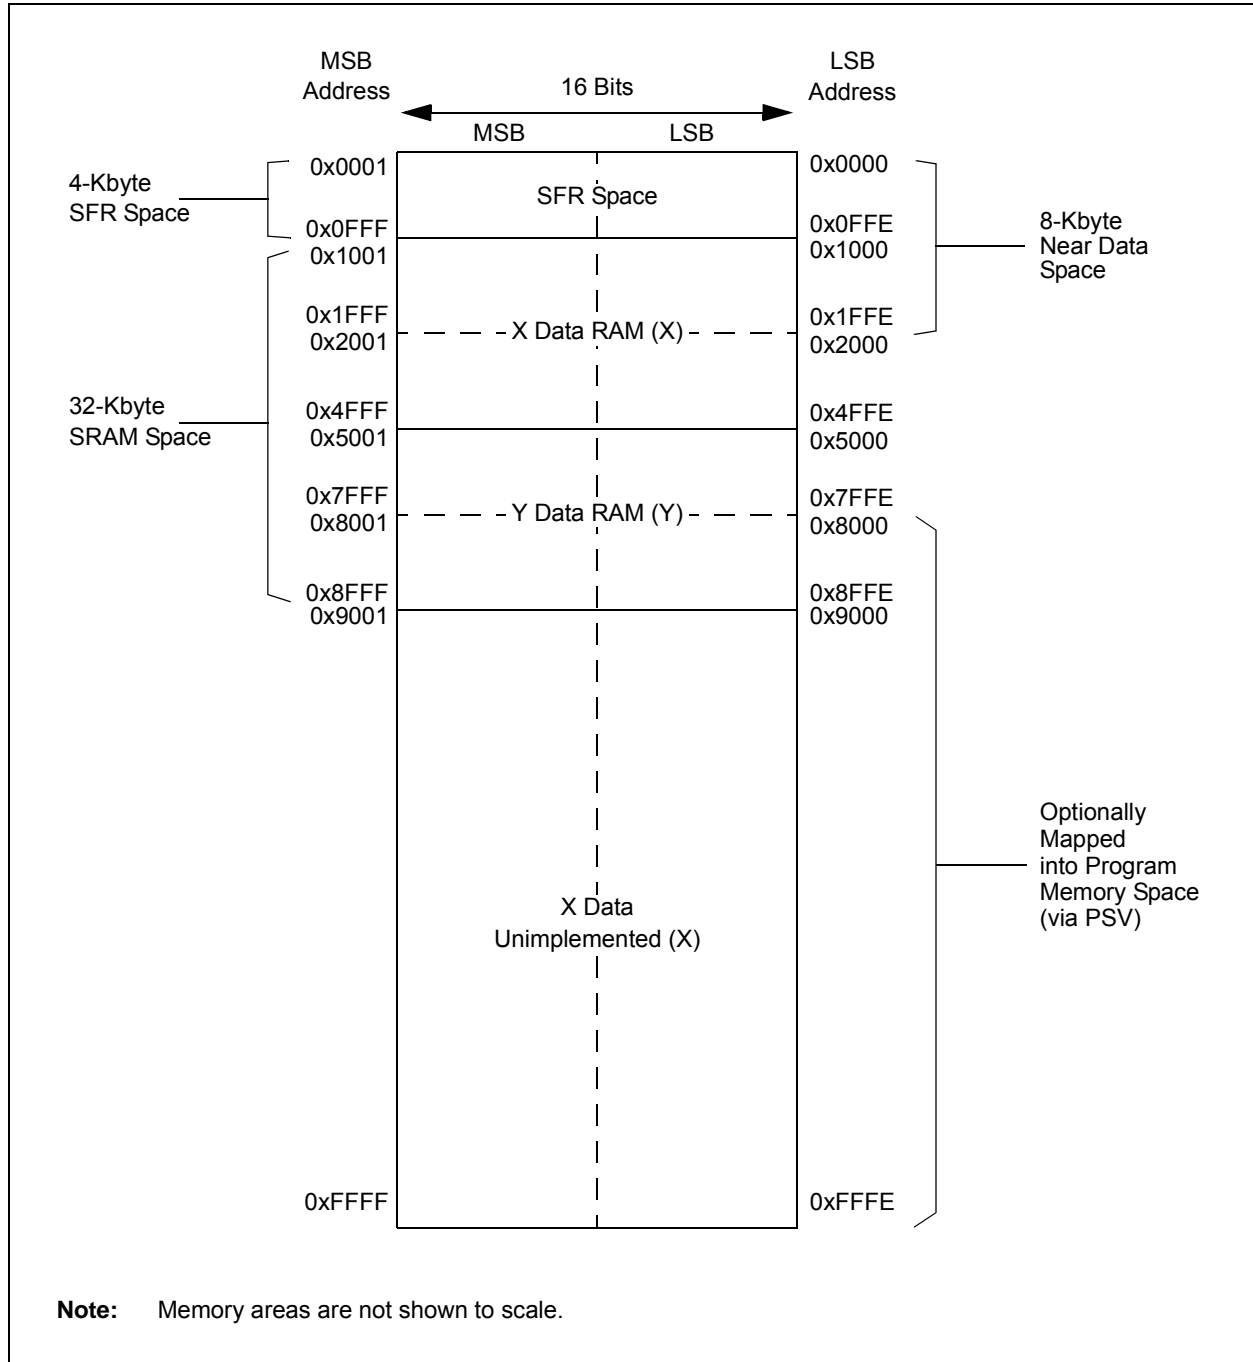 MSB
Address
16 Bits
LSB
Address
MSB
LSB
0x0001
0x0000
4-Kbyte
SFR Space
SFR Space
0x0FFF
0x0FFE
0x1001
0x1000
8-Kbyte
Near Data
Space
0x1FFF
0x1FFE
X Data RAM (X)
0x2001
0x2000
32-Kbyte
SRAM Space
0x4FFF
0x4FFE
0x5001
0x5000
0x7FFF
0x7FFE
Y Data RAM (Y)
0x8001
0x8000
0x8FFF
0x8FFE
0x9001
0x9000
Optionally
Mapped
into Program
Memory Space
(via PSV)
X Data
Unimplemented (X)
0xFFFF
0xFFFE
Note: Memory areas are not shown to scale.